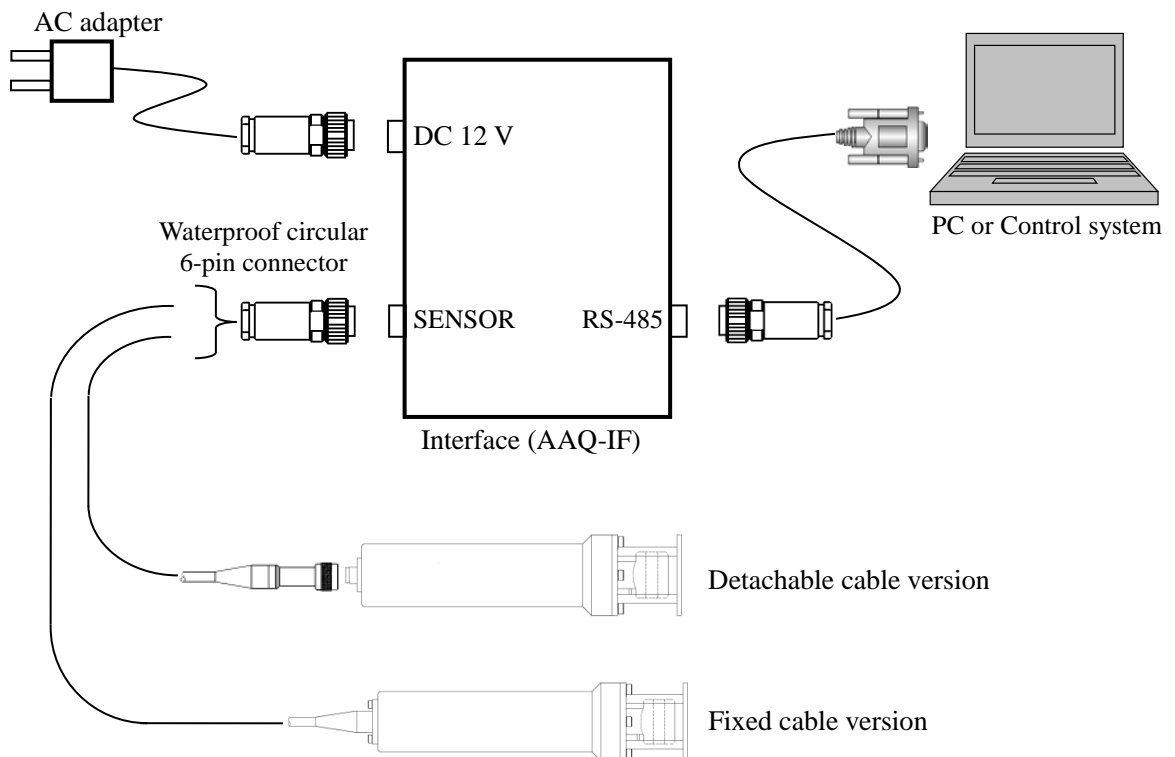 AC adapter
DC 12 V
Waterproof circular
6-pin connector
PC or Control system
SENSOR
RS-485
Interface (AAQ-IF)
Detachable cable version
Fixed cable version